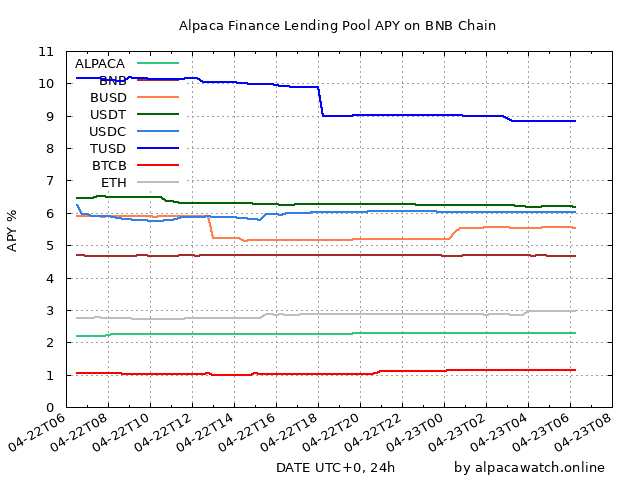 Alpaca Finance Lending Pool APY on BNB Chain
11
10
9
8
7
6
5
4
3
2
1
0
APY %
ALPACA
BNB
BUSD
USDT
USDC
TUSD
BTCB
ETH
04-22T06
04-22T08
04-22T10
04-22T12
04-22T14
04-22T16
04-22T18
04-22T20
04-22T22
04-23T00
04-23T02
04-23T04
04-23T06
04-23T08
DATE UTC+0, 24h
by alpacawatch.online